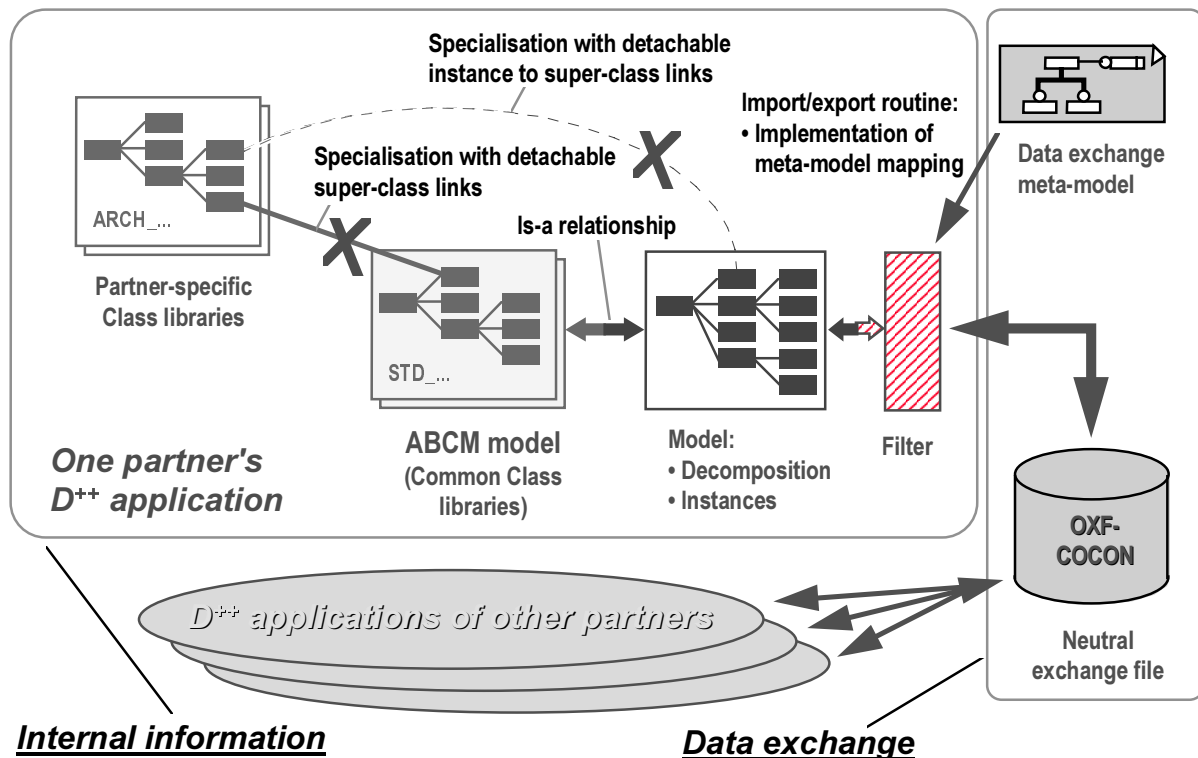 Specialisation with detachable
instance to super-class links
Import/export routine:
• Implementation of
meta-model mapping
Data exchange
meta-model
Specialisation with detachable
super-class links
ARCH_...
Is-a relationship
Partner-specific
Class libraries
STD_...
ABCM model
(Common Class
libraries)
Model:
• Decomposition
• Instances
Filter
One partner's
D++ application
OXF-
COCON
Neutral
exchange file
D++ applications of other partners
Internal information
Data exchange